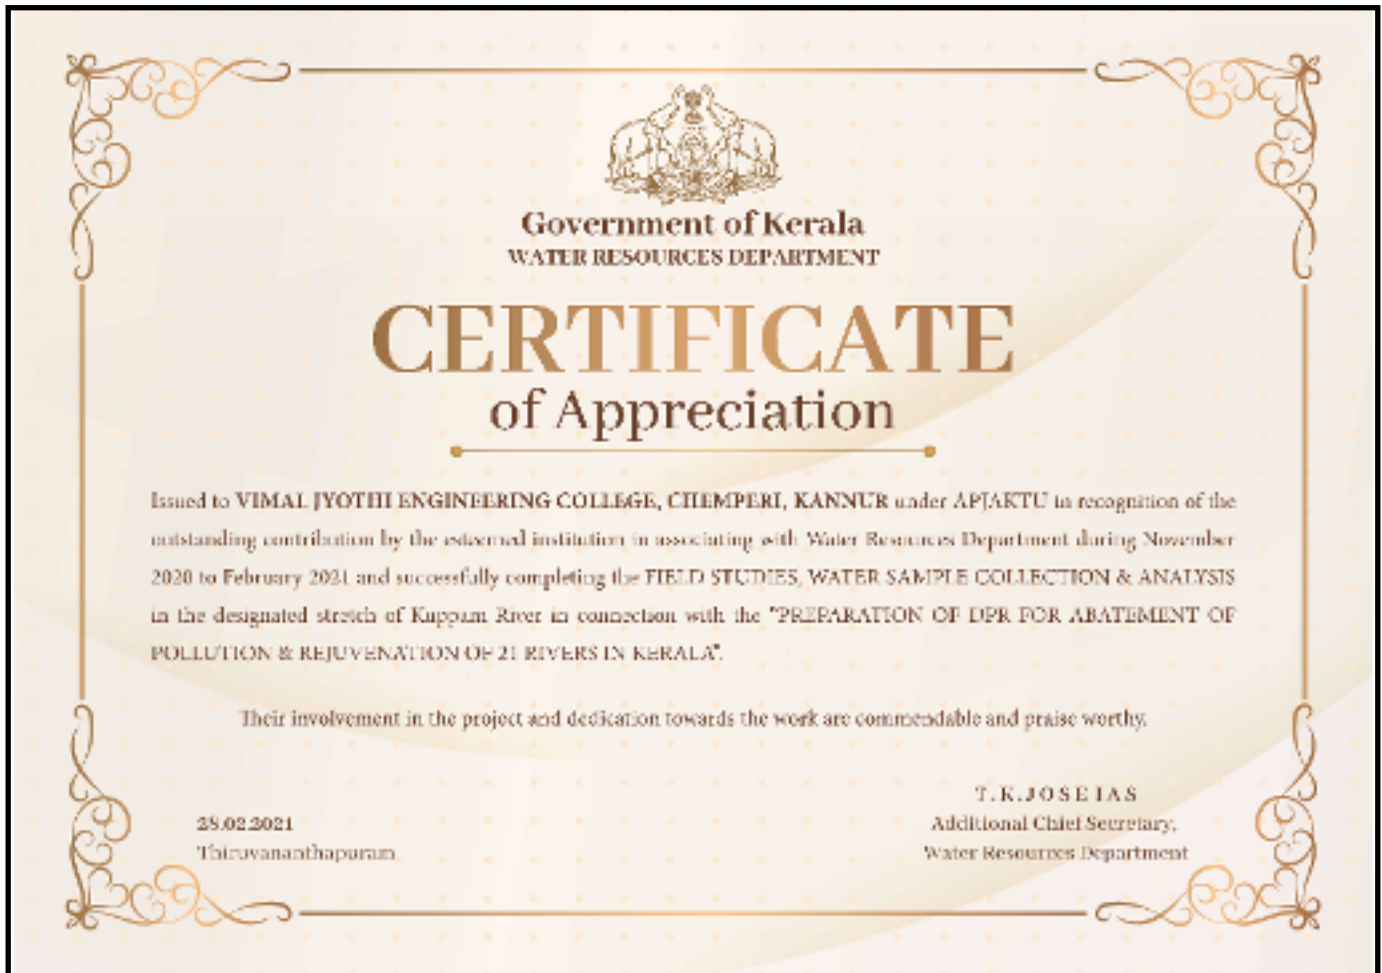 Government of Kerala
WATER RESOURCES DEPARTMENT
CERTIFICATE
of Appreciation
Issued to VIMAL JYOTHI ENGINEERING COLLEGE, CHEMPERI, KANNUR under APJAKTU in recognition of the
outstanding contribution by the esteemed institution in associating with Water Resources Department during November
2020 to February 2021 and successfully completing the FIELD STUDIES, WATER SAMPLE COLLECTION & ANALYSIS
in the designated stretch of Kuppam River in connection with the "PREPARATION OF DPR FOR ABATEMENT OF
POLLUTION & REJUVENATION OF 21 RIVERS IN KERALA".
Their involvement in the project and dedication towards the work are commendable and praise worthy.
T.K.JOSE IAS
28.02.2021
Additional Chief Secretary,
Thiruvananthapuram
Water Resources Department